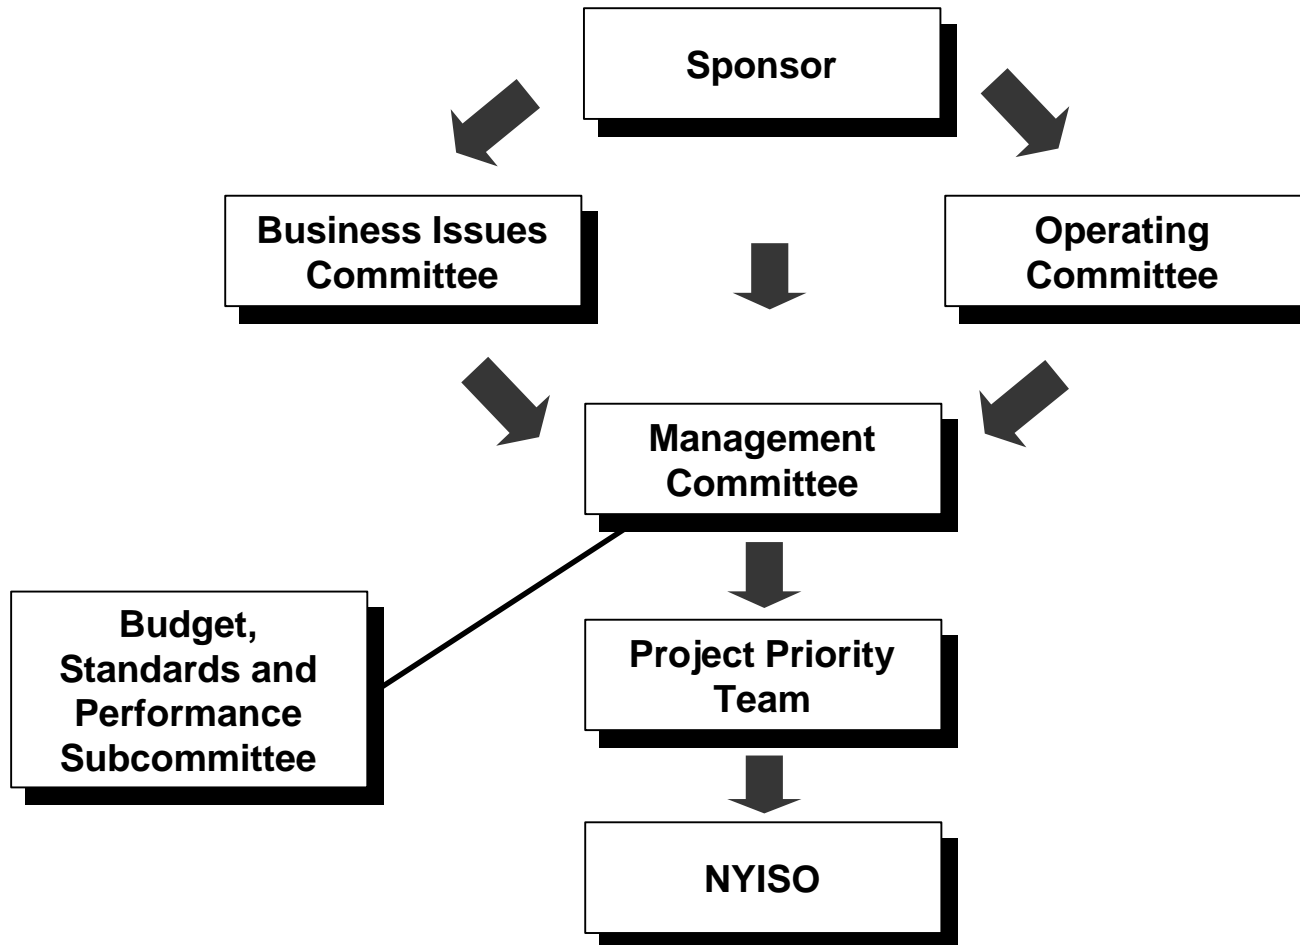 Sponsor
Business Issues
Committee
Operating
Committee
Management
Committee
Budget,
Standards and
Performance
Subcommittee
Project Priority
Team
NYISO